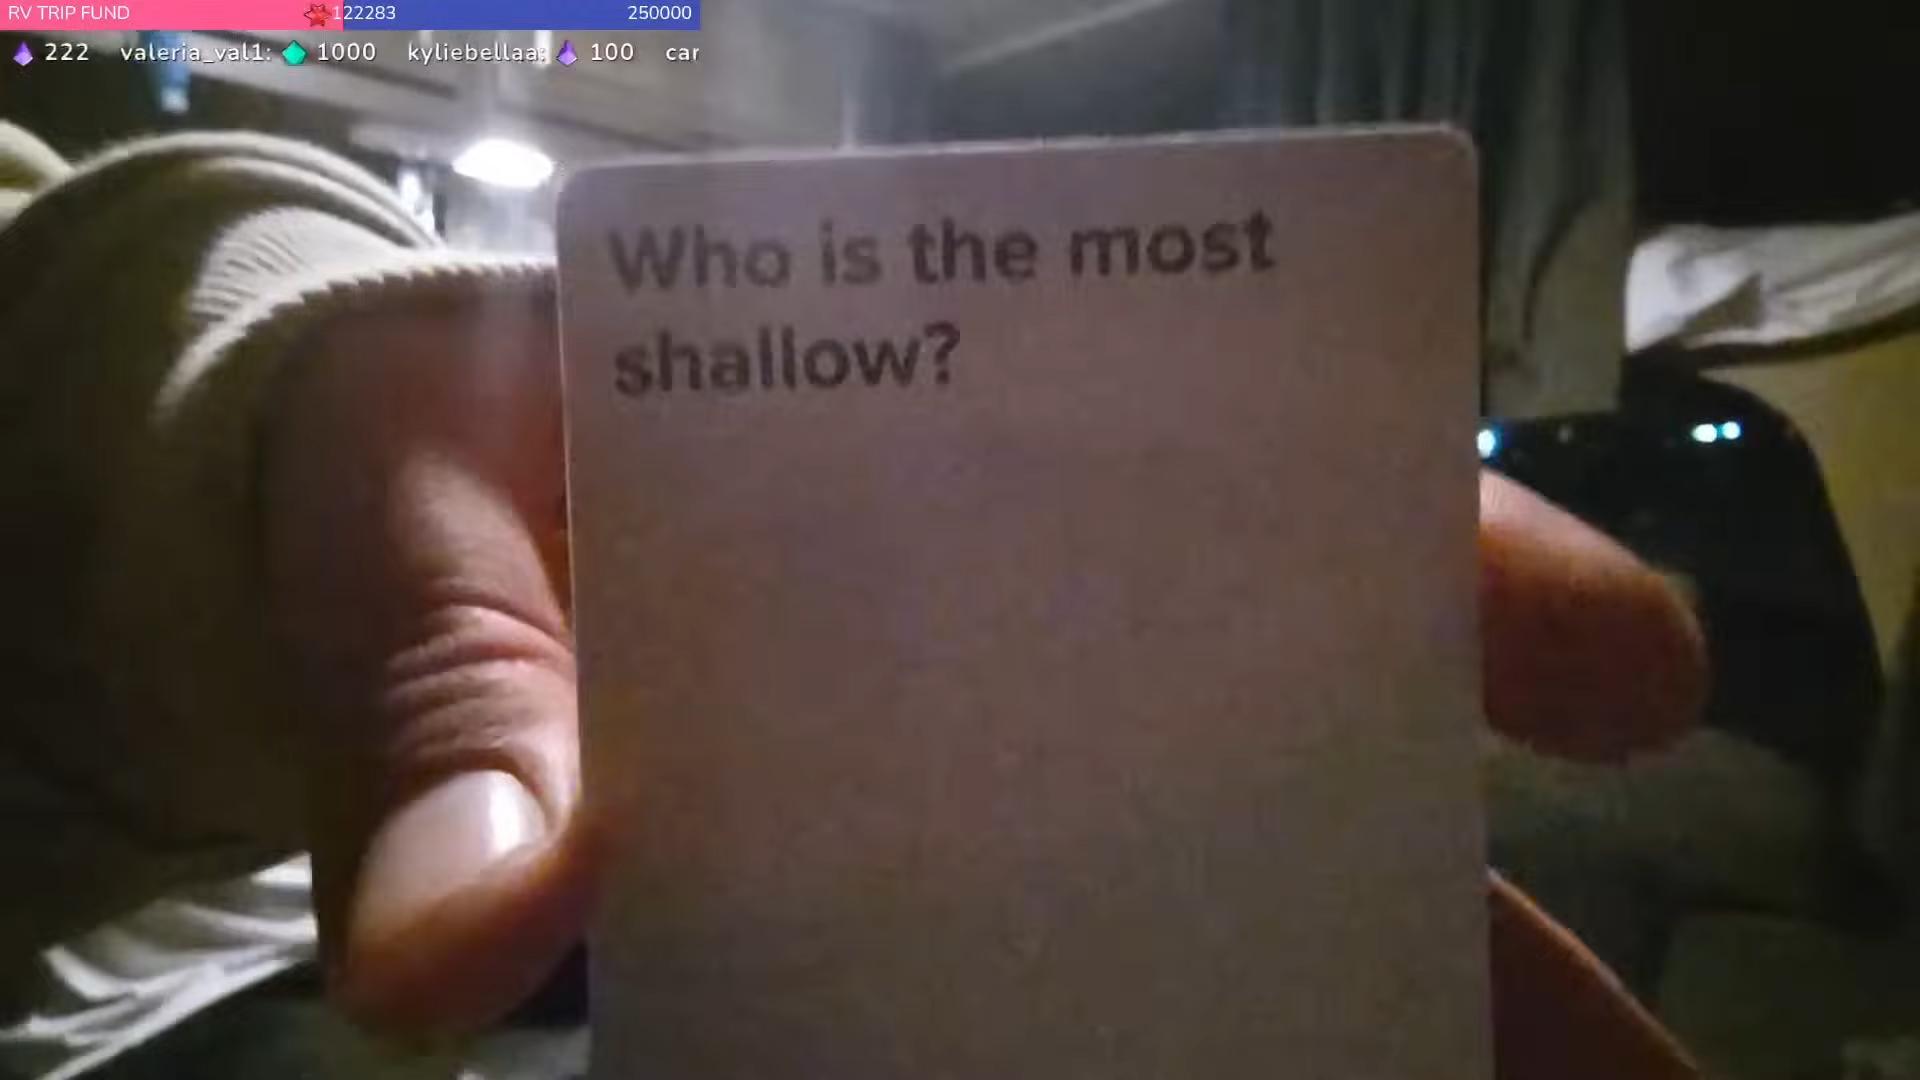 RV TRIP FUND 122283 250000
222 valeria_val1: 1000 kyliebellaa: 100 car
Who is the most
shallow?